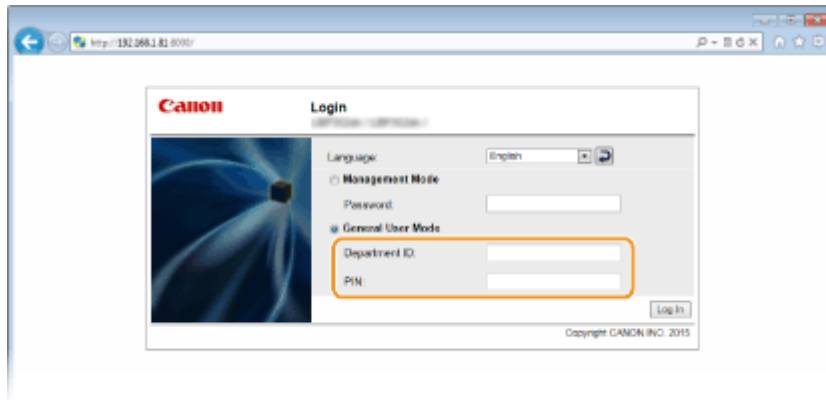 http://192.168.1.81:8000/
Canon
Login
Language:
English
Management Mode
Password:
General User Mode
Department ID:
PIN:
Log In
Copyright CANON INC. 2015